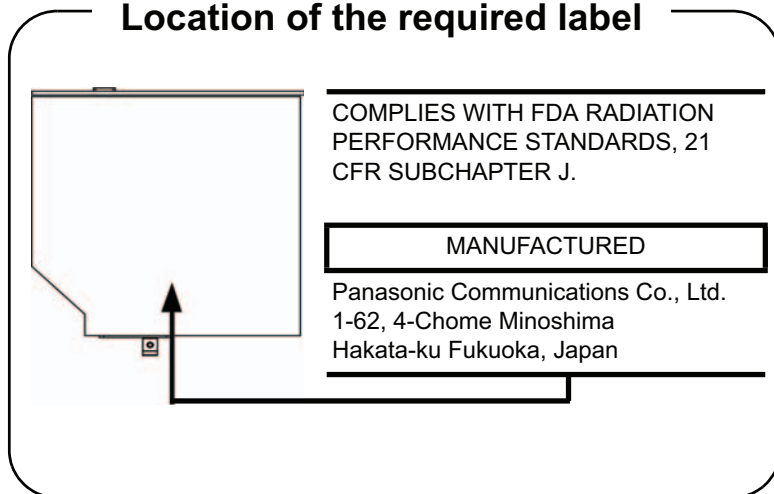 Location of the required label
COMPLIES WITH FDA RADIATION
PERFORMANCE STANDARDS, 21
CFR SUBCHAPTER J.
MANUFACTURED
Panasonic Communications Co., Ltd.
1-62, 4-Chome Minoshima
Hakata-ku Fukuoka, Japan